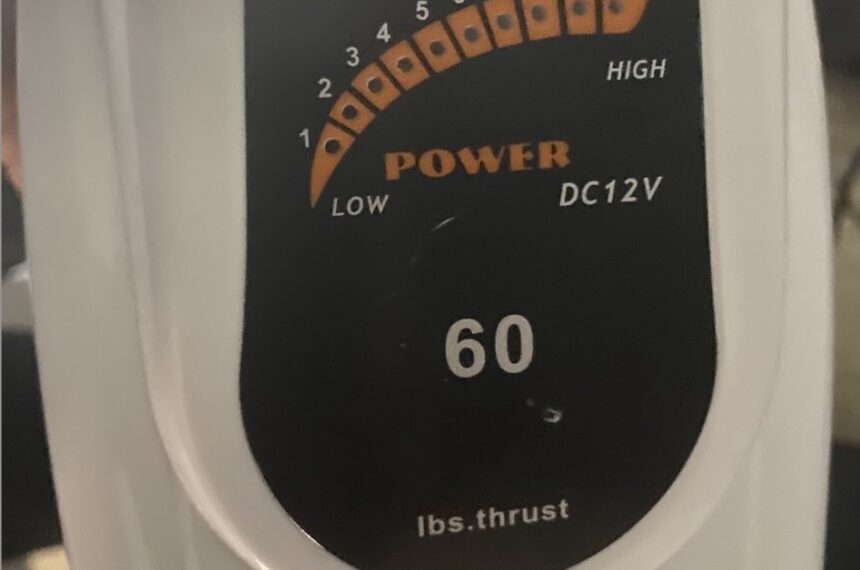 5
4
3
2
1
HIGH
POWER
LOW
DC12V
60
lbs.thrust